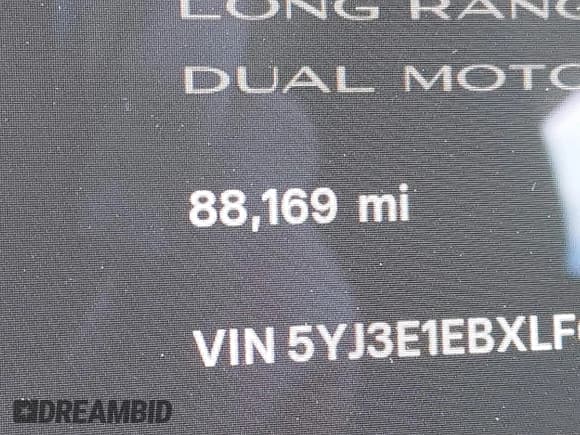 LONG RANG
DUAL MOTO
88,169 mi
VIN 5YJ3E1EBXLF
DREAMBID